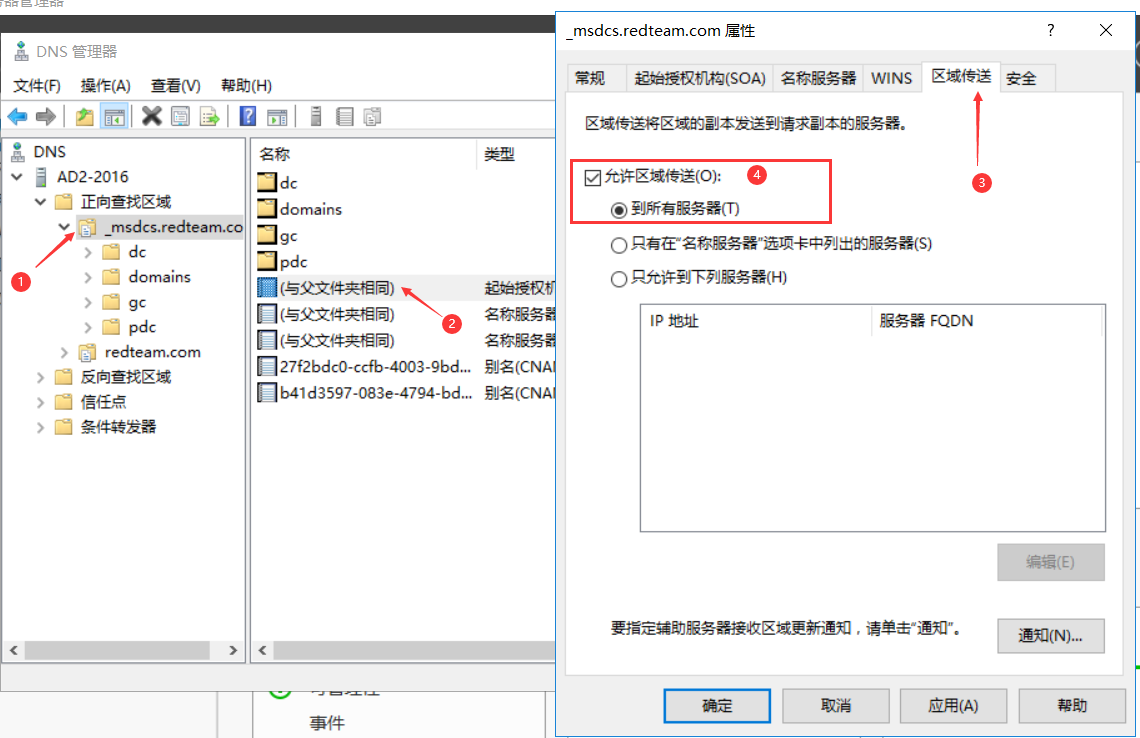 DNS 管理器
文件(F) 操作(A) 查看(V) 帮助(H)
DNS
AD2-2016
正向查找区域
_msdcs.redteam.co
dc
domains
gc
pdc
redteam.com
反向查找区域
信任点
条件转发器
1
名称 类型
dc
domains
gc
pdc
(与父文件夹相同) 起始授权机
(与父文件夹相同) 名称服务器
(与父文件夹相同) 名称服务器
27f2bdc0-ccfb-4003-9bd... 别名(CNAM
b41d3597-083e-4794-bd... 别名(CNAM
2
事件
_msdcs.redteam.com 属性
?
常规 起始授权机构(SOA) 名称服务器 WINS 区域传送 安全
区域传送将区域的副本发送到请求副本的服务器。
3
允许区域传送(O): 4
到所有服务器(T)
只有在“名称服务器”选项卡中列出的服务器(S)
只允许到下列服务器(H)
IP 地址 服务器 FQDN
编辑(E)
要指定辅助服务器接收区域更新通知，请单击“通知”。
通知(N)...
确定 取消 应用(A) 帮助